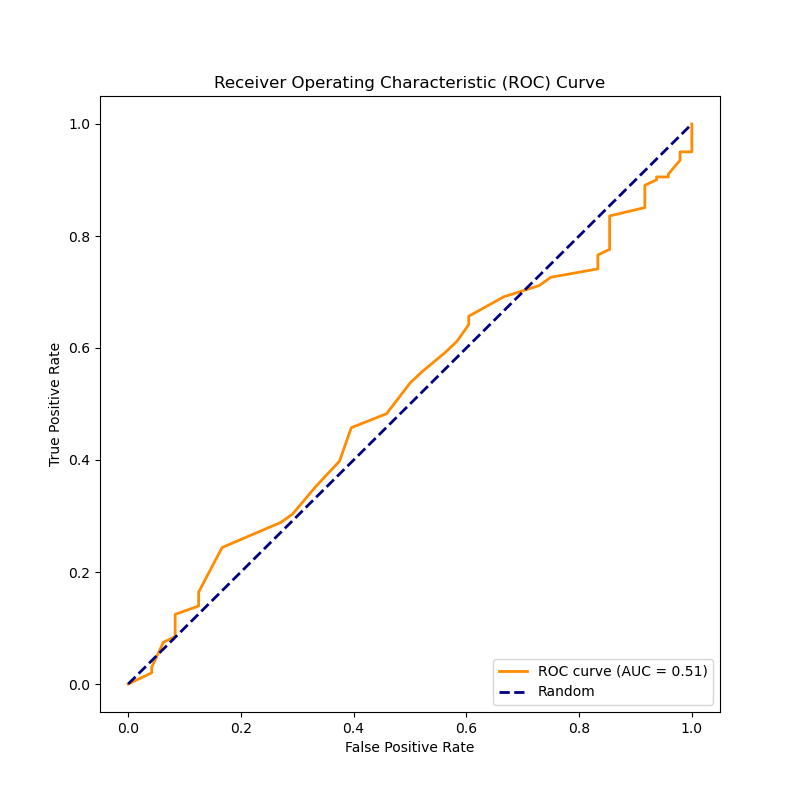 Receiver Operating Characteristic (ROC) Curve
True Positive Rate
1.0
0.8
0.6
0.4
0.2
0.0
0.0 0.2 0.4 0.6 0.8 1.0
False Positive Rate
ROC curve (AUC = 0.51)
Random